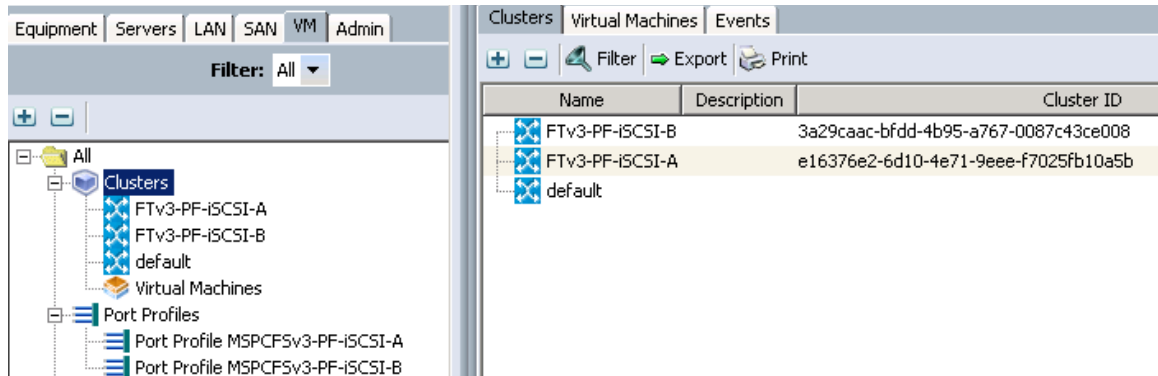 Equipment Servers LAN SAN VM Admin
Filter: All
All
Clusters
FTv3-PF-iSCSI-A
FTv3-PF-iSCSI-B
default
Virtual Machines
Port Profiles
Port Profile MSPCFSv3-PF-iSCSI-A
Port Profile MSPCFSv3-PF-iSCSI-B
Clusters Virtual Machines Events
Filter Export Print
Name Description Cluster ID
FTv3-PF-iSCSI-B 3a29caac-bfdd-4b95-a767-0087c43ce008
FTv3-PF-iSCSI-A e16376e2-6d10-4e71-9eee-f7025fb10a5b
default